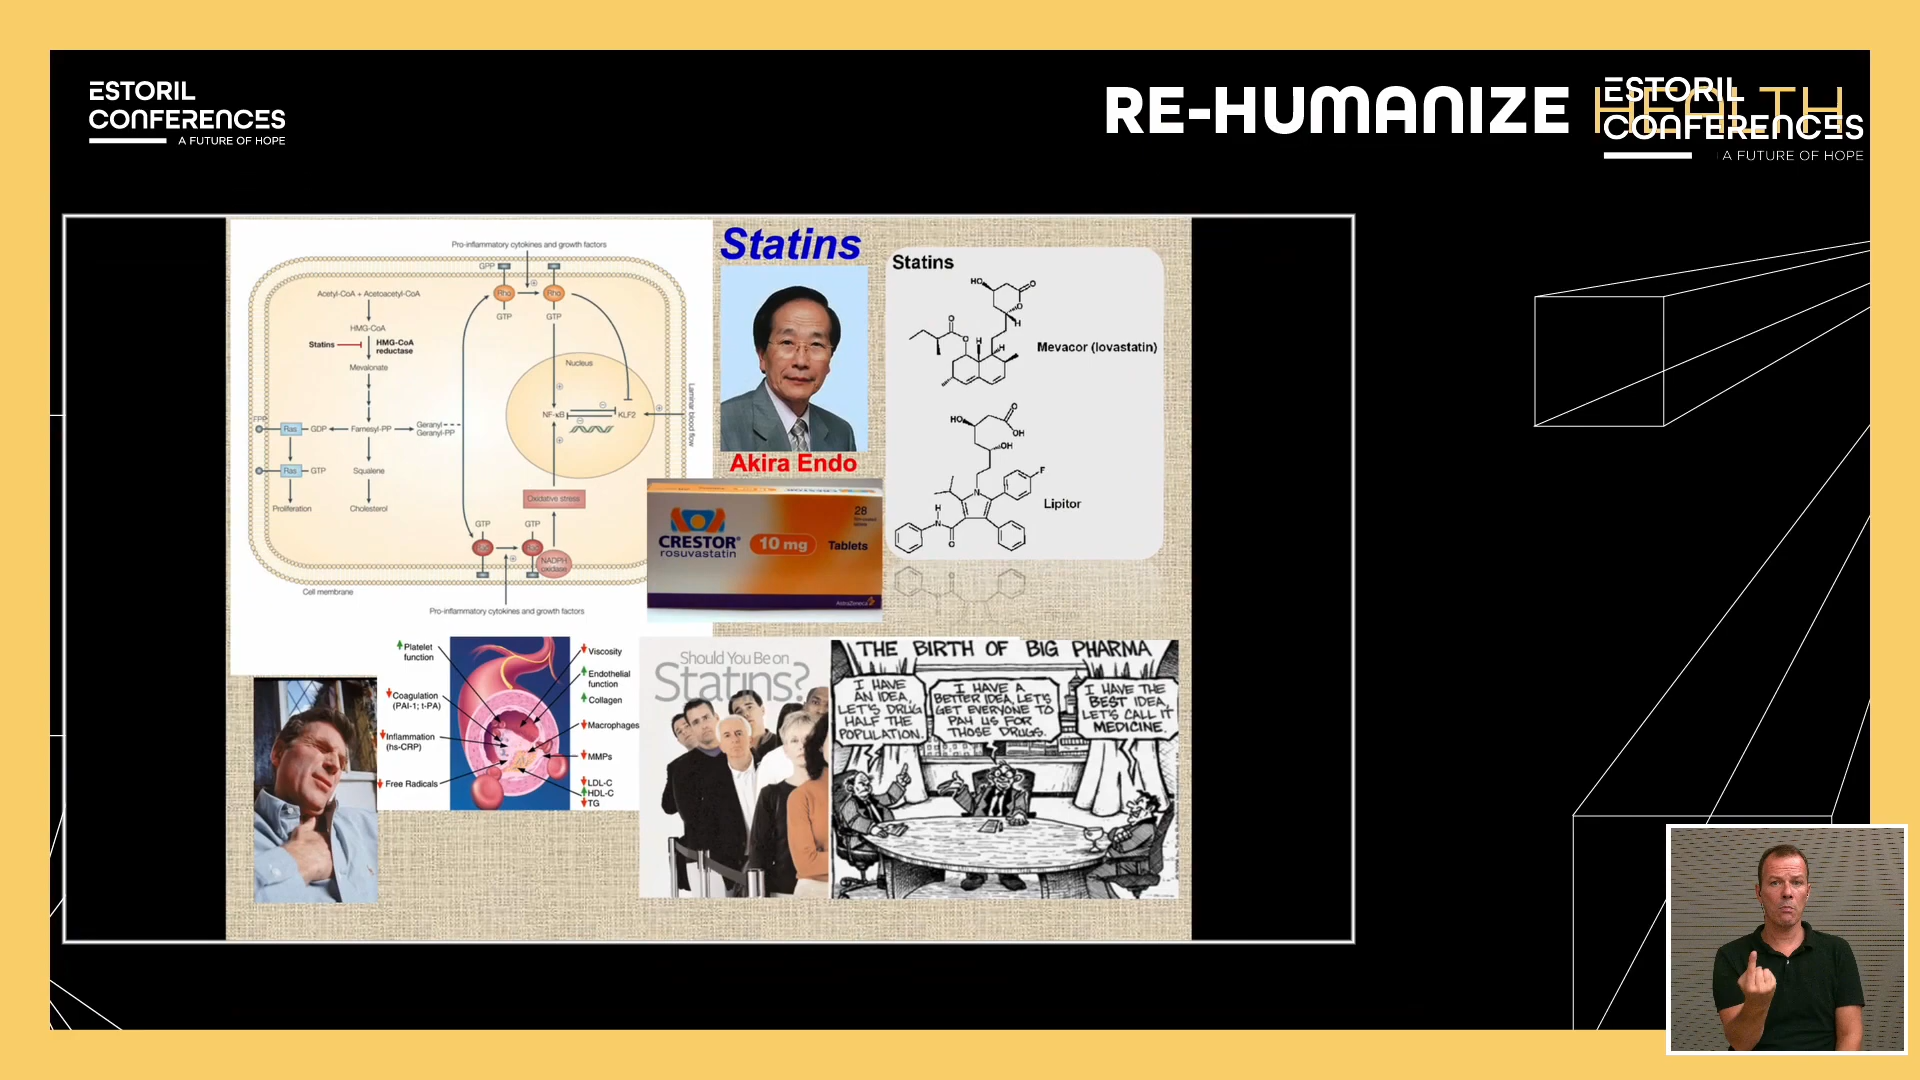 ESTORIL
CONFERENCES
A FUTURE OF HOPE
RE-HUMANIZE HEALTH
ESTORIL
CONFERENCES
A FUTURE OF HOPE
Pro-inflammatory cytokines and growth factors
GPP
Rho
Rho
GTP
GTP
Acetyl-CoA + Acetoacetyl-CoA
HMG-CoA
Statins
HMG-CoA
reductase
Mevalonate
Nucleus
NF-κB
KLF2
Laminar blood flow
FPP
Ras
GDP
Farnesyl-PP
Geranyl
Geranyl-PP
Ras
GTP
Squalene
Oxidative stress
Proliferation
Cholesterol
GTP
GTP
NADPH
oxidase
Cell membrane
Pro-inflammatory cytokines and growth factors
Statins
Akira Endo
Statins
HO
O
O
H
O
O
H
H
Mevacor (lovastatin)
HO
O
OH
OH
F
N
H
N
O
Lipitor
28
CRESTOR®
rosuvastatin
10 mg
Tablets
AstraZeneca
Platelet
function
Coagulation
(PAI-1; t-PA)
Inflammation
(hs-CRP)
Free Radicals
Viscosity
Endothelial
function
Collagen
Macrophages
MMPs
LDL-C
HDL-C
TG
Should You Be on
Statins?
THE BIRTH OF BIG PHARMA
I HAVE
AN IDEA,
LET'S DRUG
HALF THE
POPULATION.
I HAVE A
BETTER IDEA, LET'S
GET EVERYONE TO
PAY US FOR
THOSE DRUGS.
I HAVE THE
BEST IDEA,
LET'S CALL IT
MEDICINE.